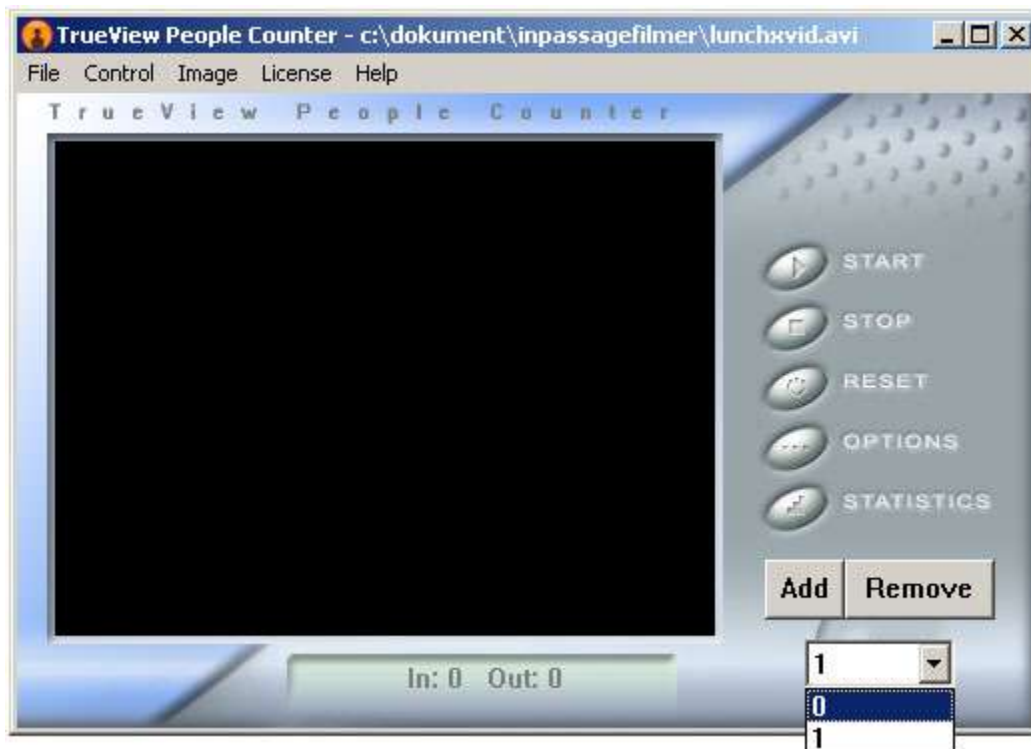 TrueView People Counter - c:\dokument\inpassagefilmer\lunchxvid.avi
File Control Image License Help
TrueView People Counter
START
STOP
RESET
OPTIONS
STATISTICS
Add Remove
1
In: 0 Out: 0
0
1